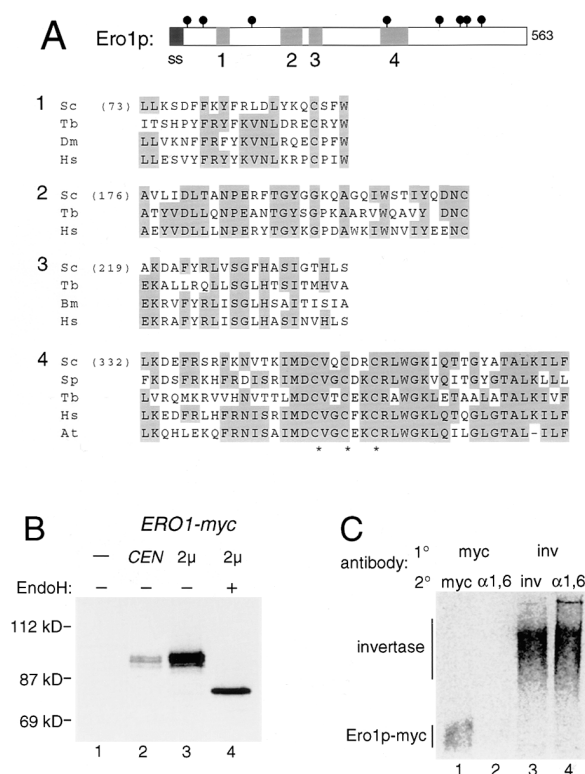 A
Ero1p:
563
ss 1 2 3 4
1 Sc (73) LLKSDFFKYFRLDLYKQCSFW
Tb ITSHPYFRYFKVNLDRECRYW
Dm LLVKNFFRFYKVNLRQECPFW
Hs LLESVYFRYYKVNLKRPCPIW
2 Sc (176) AVLIDLTANPERFTGYGGKQAGQIWSTIYQDNC
Tb ATYVDLLQNPEANTGYSGPKAARVWQAVY DNC
Hs AEYVDLLLNPERYTGYKGPDAWKIWNVIYEENC
3 Sc (219) AKDAFYRLVSGFHASIGTHLS
Tb EKALLRQLLSGLHTSITMHVA
Bm EKRVFYRLISGLHSAITISIA
Hs EKRAFYRLISGLHASINVHLS
4 Sc (332) LKDEFRSRFKNVTKIMDCVQCDRCRLWGKIQTTGYATALKILF
Sp FKDSFRKHFRDISRIMDCVGCDKCRLWGKVQITGYGTALKLLL
Tb LVRQMKRVVHNVTTLMDCVTCEKCRAWGKLETAALATALKIVF
Hs LKEDFRLHFRNISRIMDCVGCFKCRLWGKLQTQGLGTALKILF
At LKQHLEKQFRNISAIMDCVGCEKCRLWGKLQILGLGTAL-ILF
* * *
B
ERO1-myc
— CEN 2µ 2µ
EndoH: – – – +
112 kD–
87 kD–
69 kD–
1 2 3 4
C
antibody:
1° myc inv
2° myc α1,6 inv α1,6
invertase
Ero1p-myc
1 2 3 4